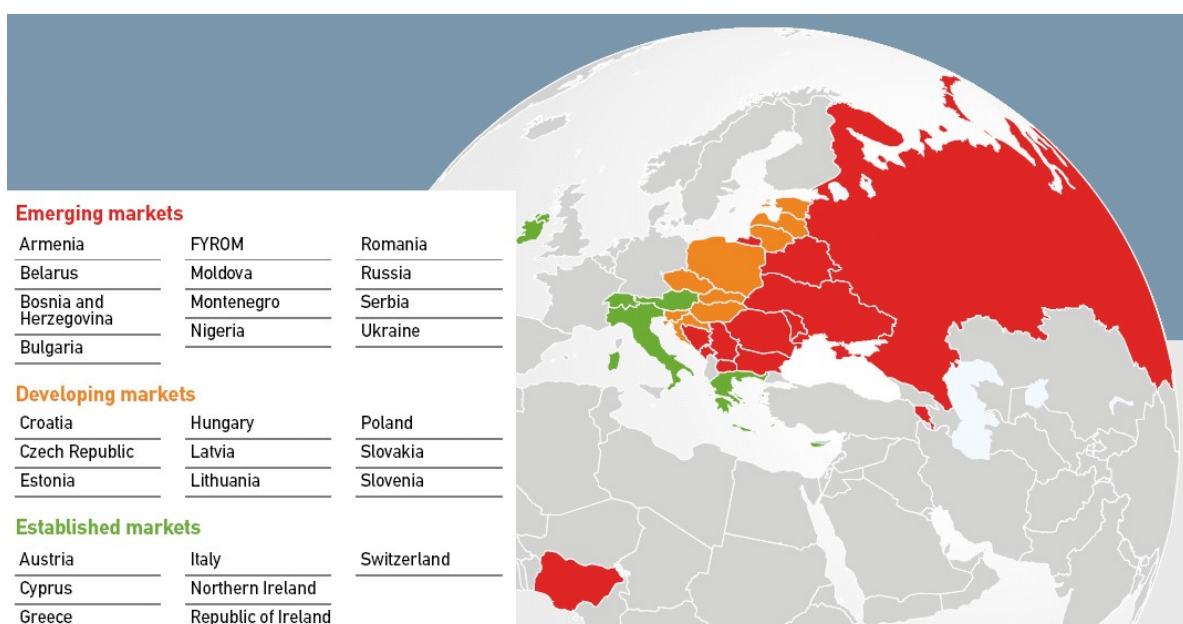 Emerging markets
Armenia FYROM Romania
Belarus Moldova Russia
Bosnia and Montenegro Serbia
Herzegovina
Nigeria Ukraine
Bulgaria
Developing markets
Croatia Hungary Poland
Czech Republic Latvia Slovakia
Estonia Lithuania Slovenia
Established markets
Austria Italy Switzerland
Cyprus Northern Ireland
Greece Republic of Ireland